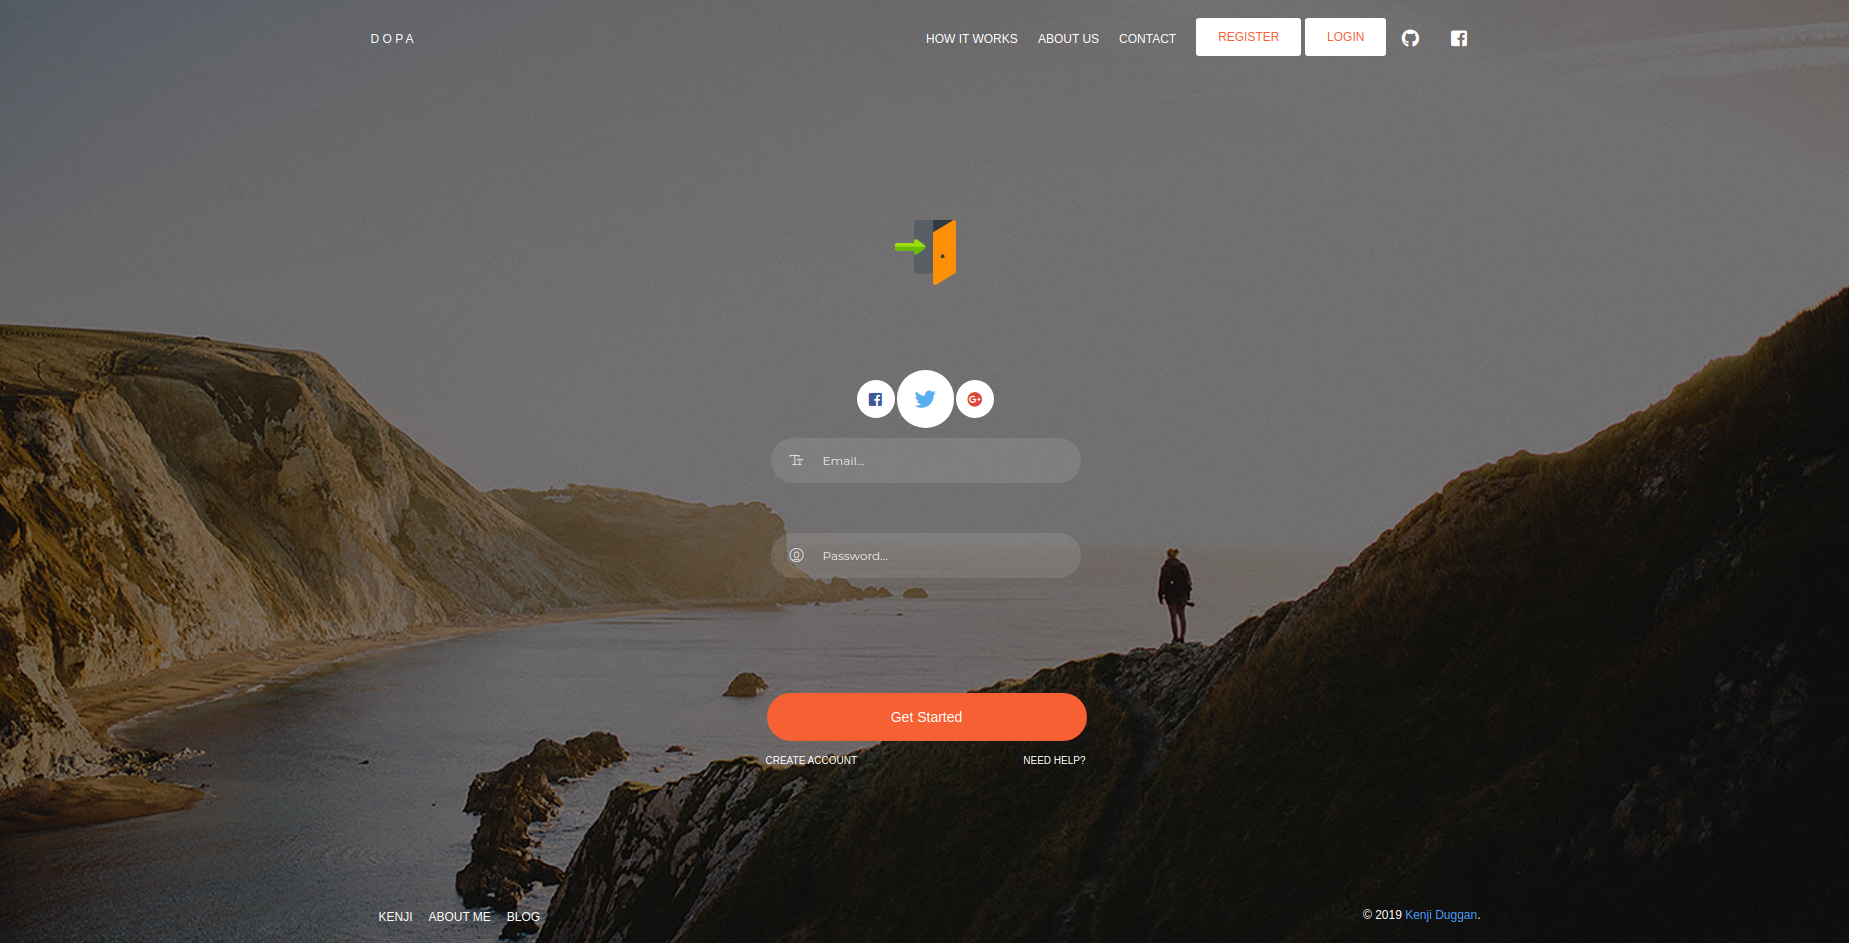 DOPA
HOW IT WORKS ABOUT US CONTACT REGISTER LOGIN
Email...
Password...
Get Started
CREATE ACCOUNT NEED HELP?
KENJI ABOUT ME BLOG
© 2019 Kenji Duggan.